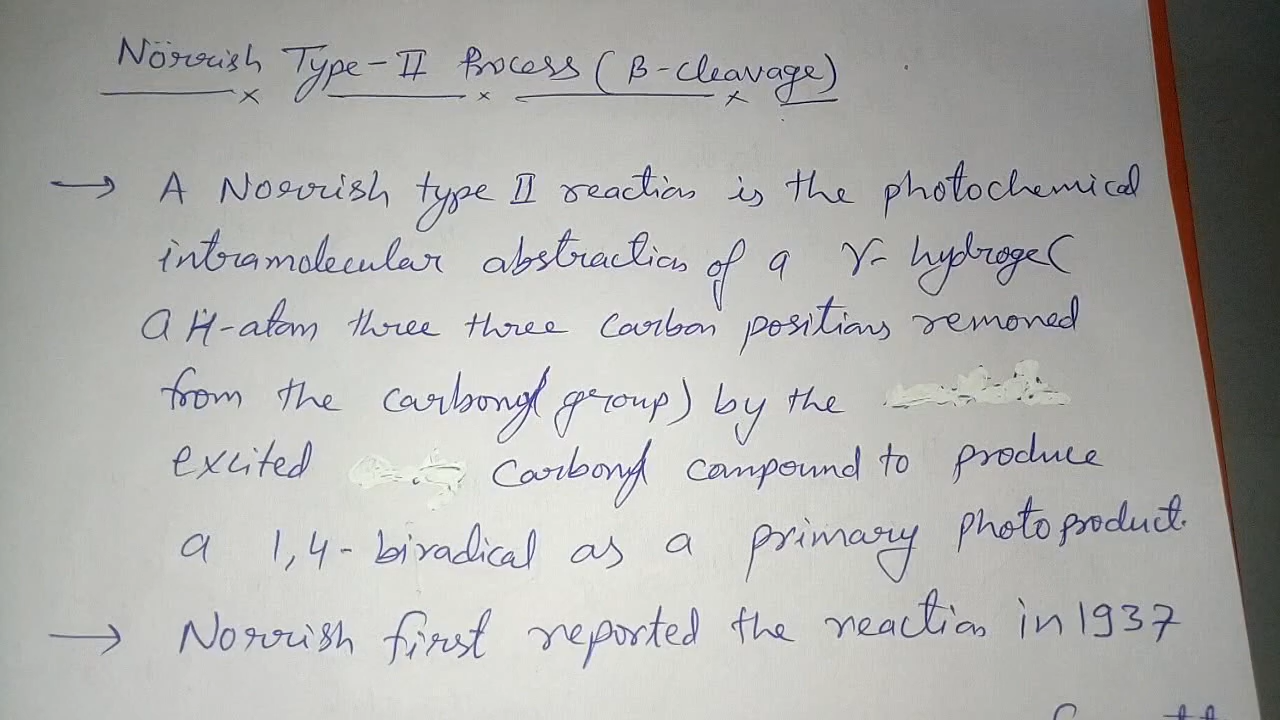 Nörrish Type-II Process (B-cleavage)
→ A Norrish type II reaction is the photochemical
intramolecular abstraction of a γ- hydroge(
a H-atom three three carbon positions removed
from the carbonyl group) by the
excited carbonyl compound to produce
a 1,4-biradical as a primary photoproduct.
→ Norrish first reported the reaction in 1937